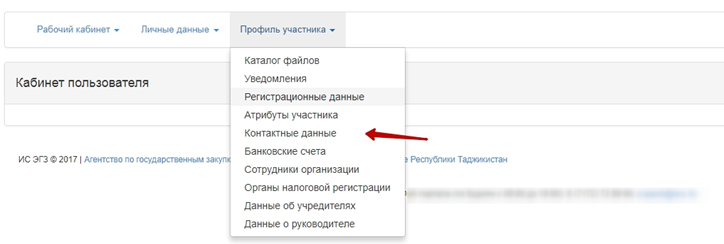 Рабочий кабинет Личные данные Профиль участника
Каталог файлов
Кабинет пользователя
Уведомления
Регистрационные данные
Атрибуты участника
Контактные данные
Банковские счета
ИС ЭГЗ © 2017 | Агентство по государственным закуп е Республики Таджикистан
Сотрудники организации
Органы налоговой регистрации
Данные об учредителях
Данные о руководителе